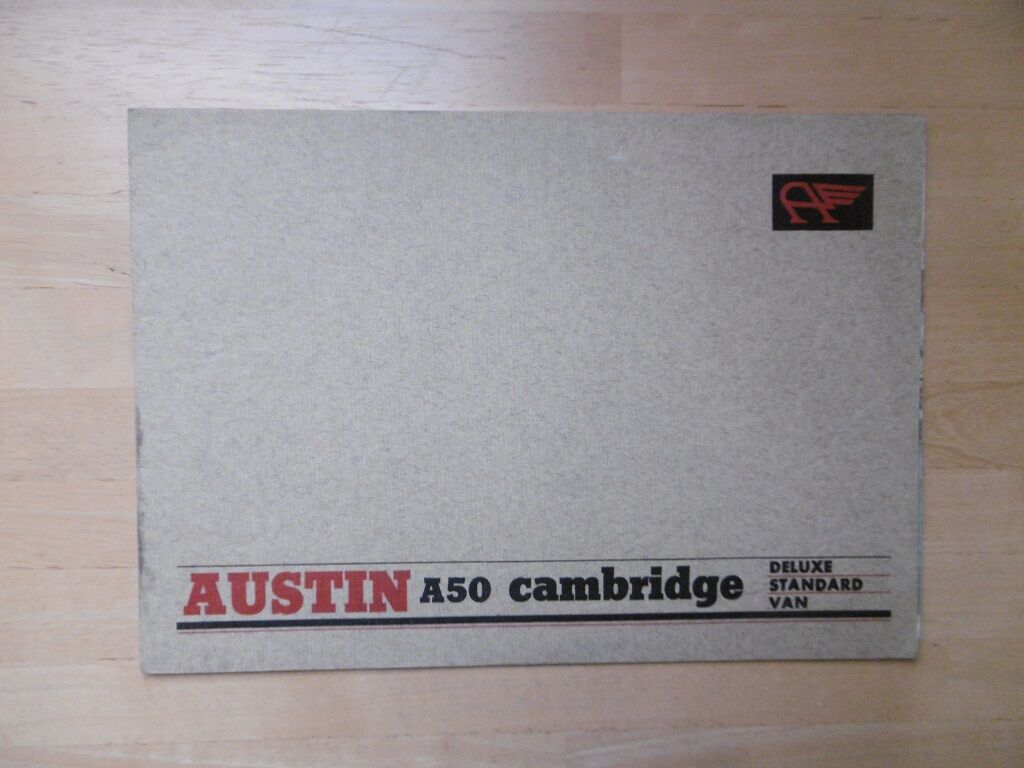 AUSTIN A50 cambridge
DELUXE
STANDARD
VAN